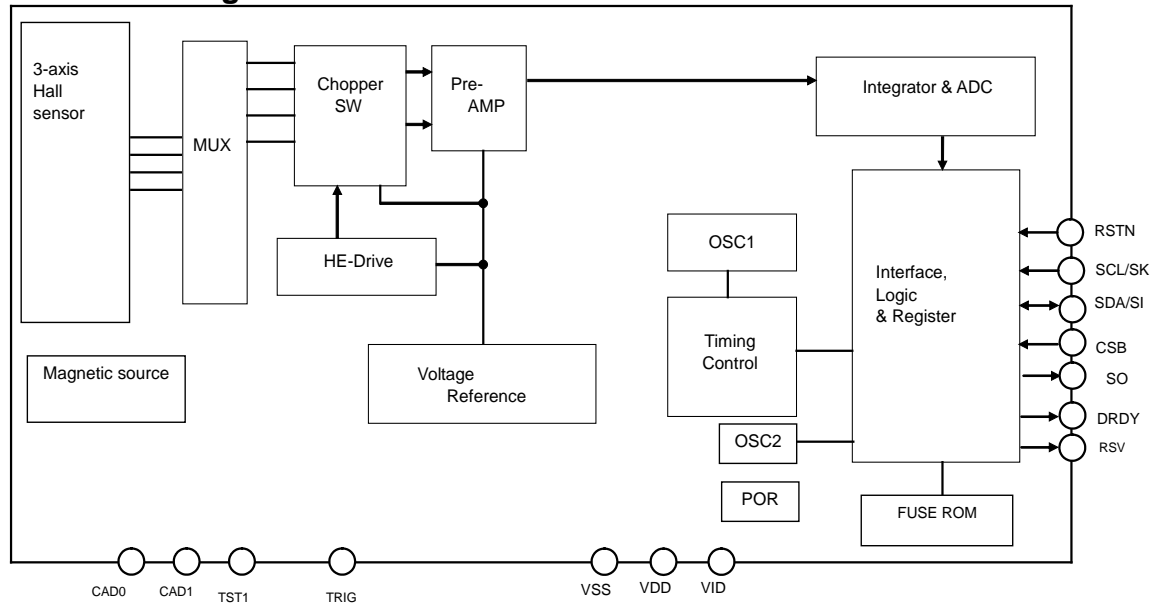 3-axis
Hall
sensor
MUX
Chopper
SW
Pre-
AMP
Integrator & ADC
HE-Drive
OSC1
Interface,
Logic
& Register
Timing
Control
Magnetic source
Voltage
Reference
OSC2
POR
FUSE ROM
RSTN
SCL/SK
SDA/SI
CSB
SO
DRDY
RSV
CAD0
CAD1
TST1
TRIG
VSS
VDD
VID